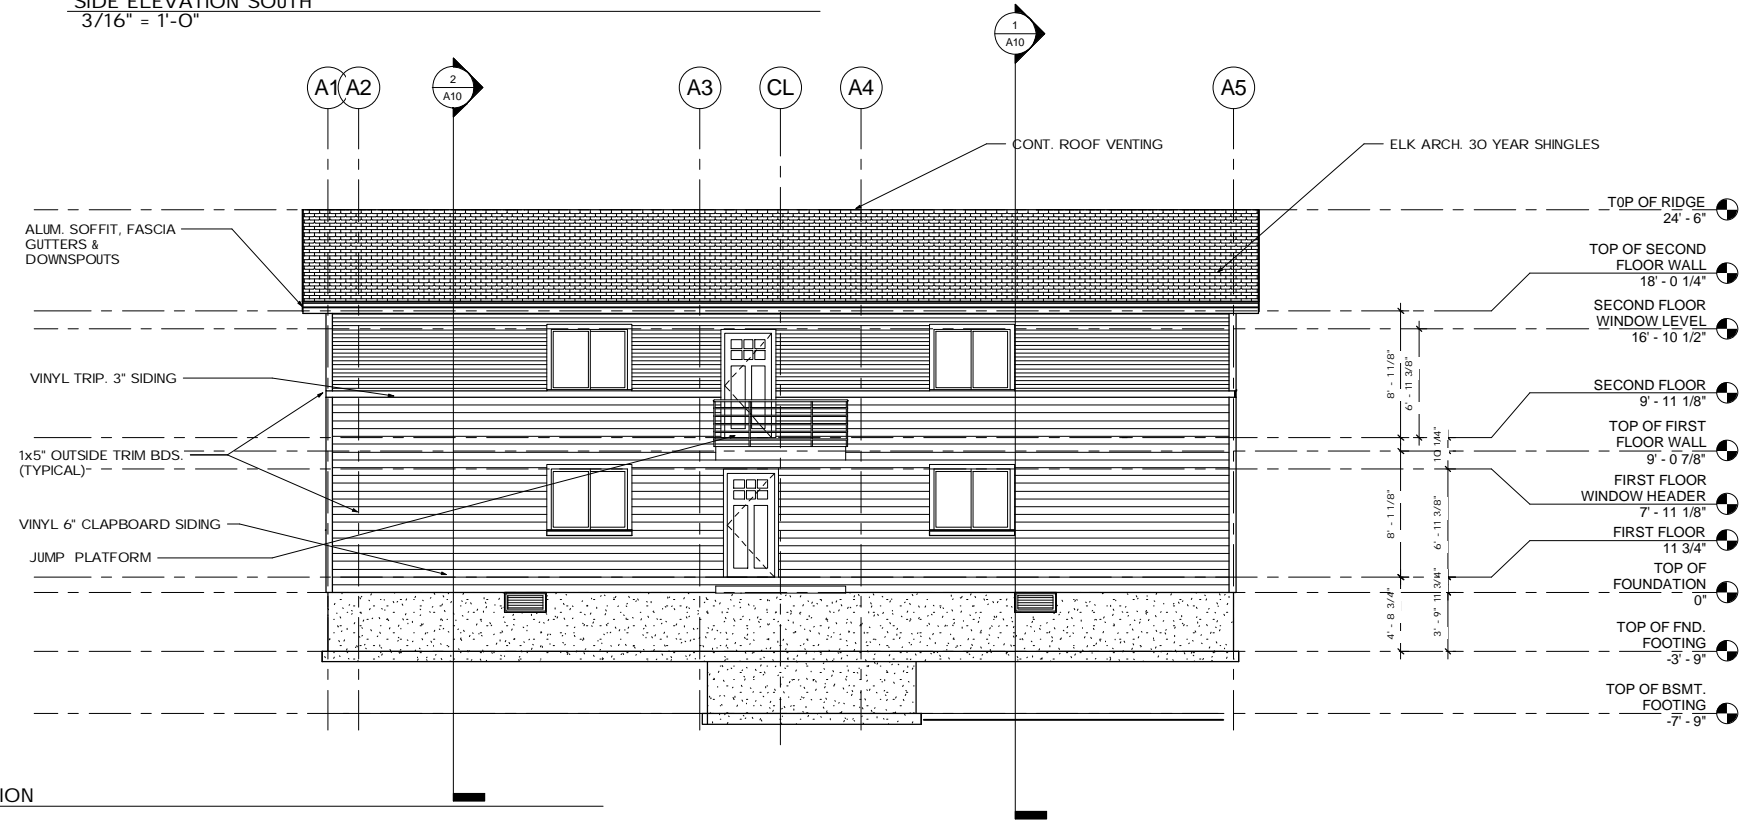 SIDE ELEVATION SOUTH
3/16" = 1'-0"
1
A10
A1
A2
2
A10
A3
CL
A4
A5
CONT. ROOF VENTING
ELK ARCH. 30 YEAR SHINGLES
TOP OF RIDGE
24' - 6"
ALUM. SOFFIT, FASCIA
GUTTERS &
DOWNSPOUTS
TOP OF SECOND
FLOOR WALL
18' - 0 1/4"
SECOND FLOOR
WINDOW LEVEL
16' - 10 1/2"
VINYL TRIP. 3" SIDING
8' - 11/8"
6' - 11 3/8"
SECOND FLOOR
9' - 11 1/8"
TOP OF FIRST
FLOOR WALL
9' - 0 7/8"
1x5" OUTSIDE TRIM BDS.
(TYPICAL)
10 1/4"
FIRST FLOOR
WINDOW HEADER
7' - 11 1/8"
VINYL 6" CLAPBOARD SIDING
8' - 11/8"
6' - 11 3/8"
FIRST FLOOR
11 3/4"
JUMP PLATFORM
TOP OF
FOUNDATION
0"
11 3/4"
4' - 8 3/4"
3' - 9"
TOP OF FND.
FOOTING
-3' - 9"
TOP OF BSMT.
FOOTING
-7' - 9"
ION